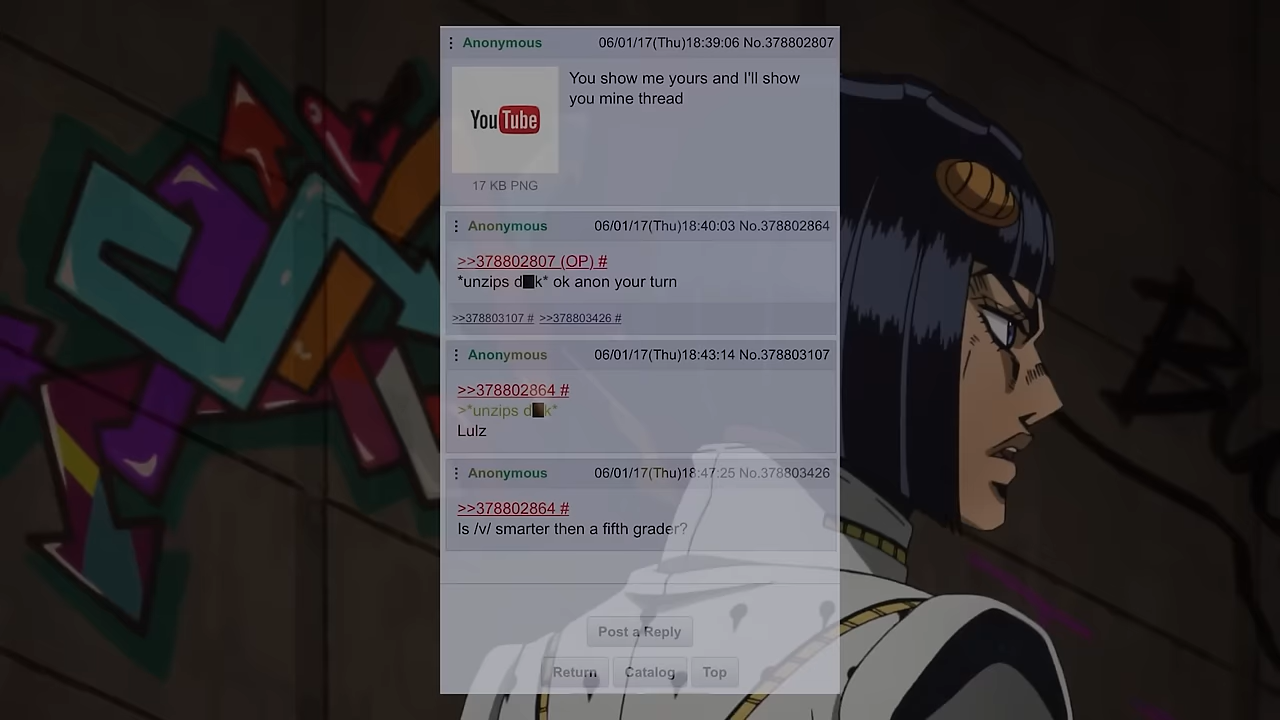 Anonymous 06/01/17(Thu)18:39:06 No.378802807
YouTube
You show me yours and I'll show
you mine thread
17 KB PNG
Anonymous 06/01/17(Thu)18:40:03 No.378802864
>>378802807 (OP) #
*unzips d█k* ok anon your turn
>>378803107 # >>378803426 #
Anonymous 06/01/17(Thu)18:43:14 No.378803107
>>378802864 #
>*unzips d█k*
Lulz
Anonymous 06/01/17(Thu)18:47:25 No.378803426
>>378802864 #
Is /v/ smarter then a fifth grader?
Post a Reply
Return Catalog Top